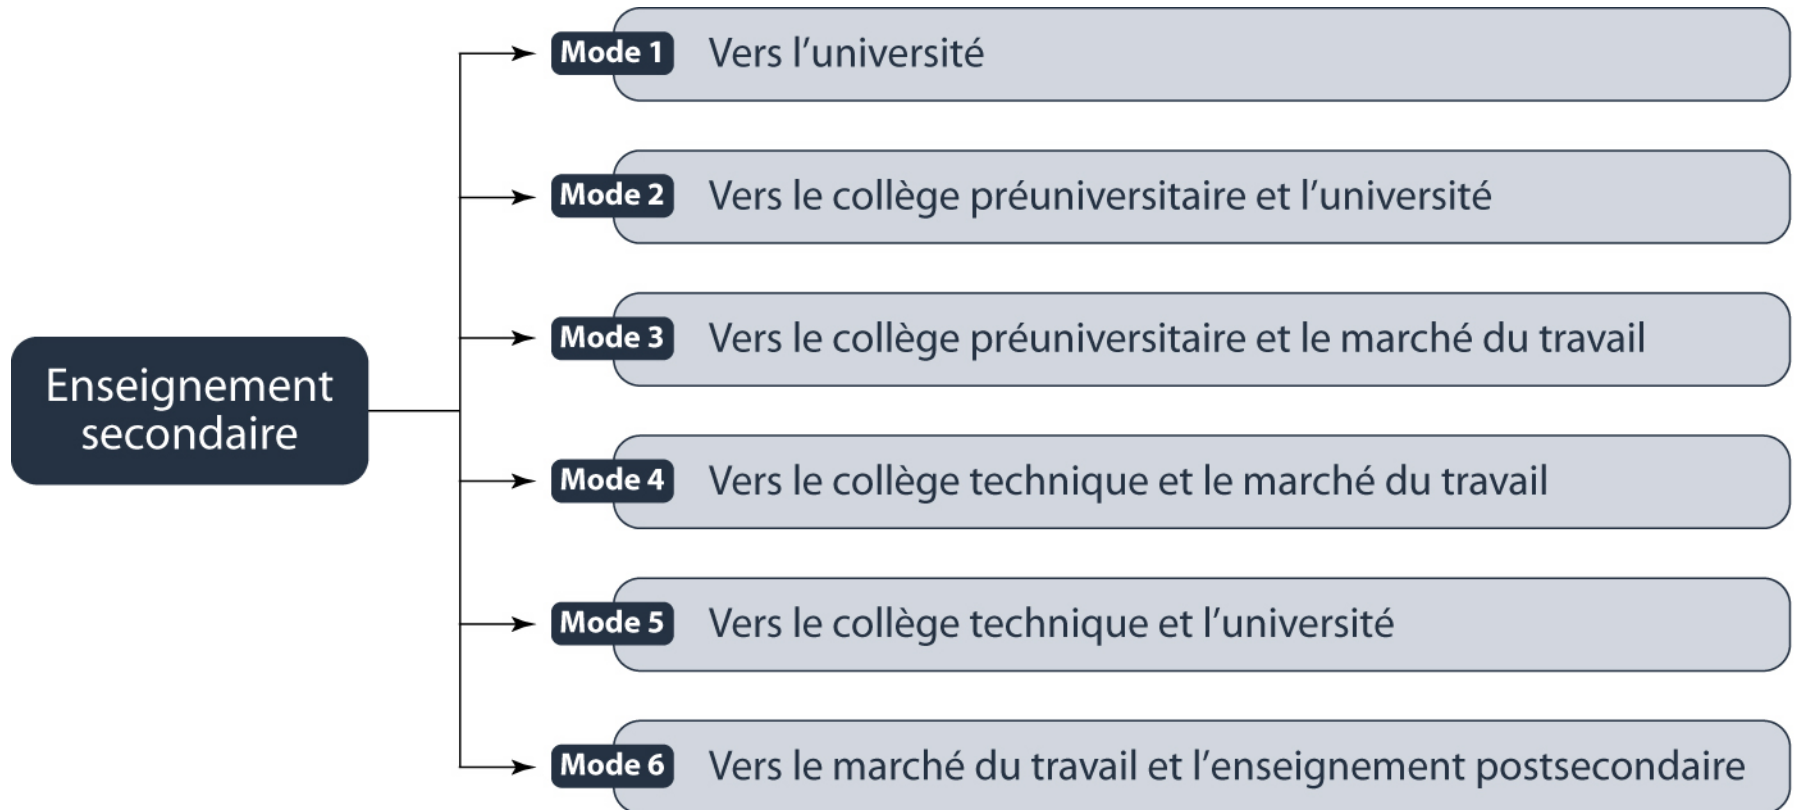 Enseignement
secondaire
Mode 1 Vers l’université
Mode 2 Vers le collège préuniversitaire et l’université
Mode 3 Vers le collège préuniversitaire et le marché du travail
Mode 4 Vers le collège technique et le marché du travail
Mode 5 Vers le collège technique et l’université
Mode 6 Vers le marché du travail et l’enseignement postsecondaire